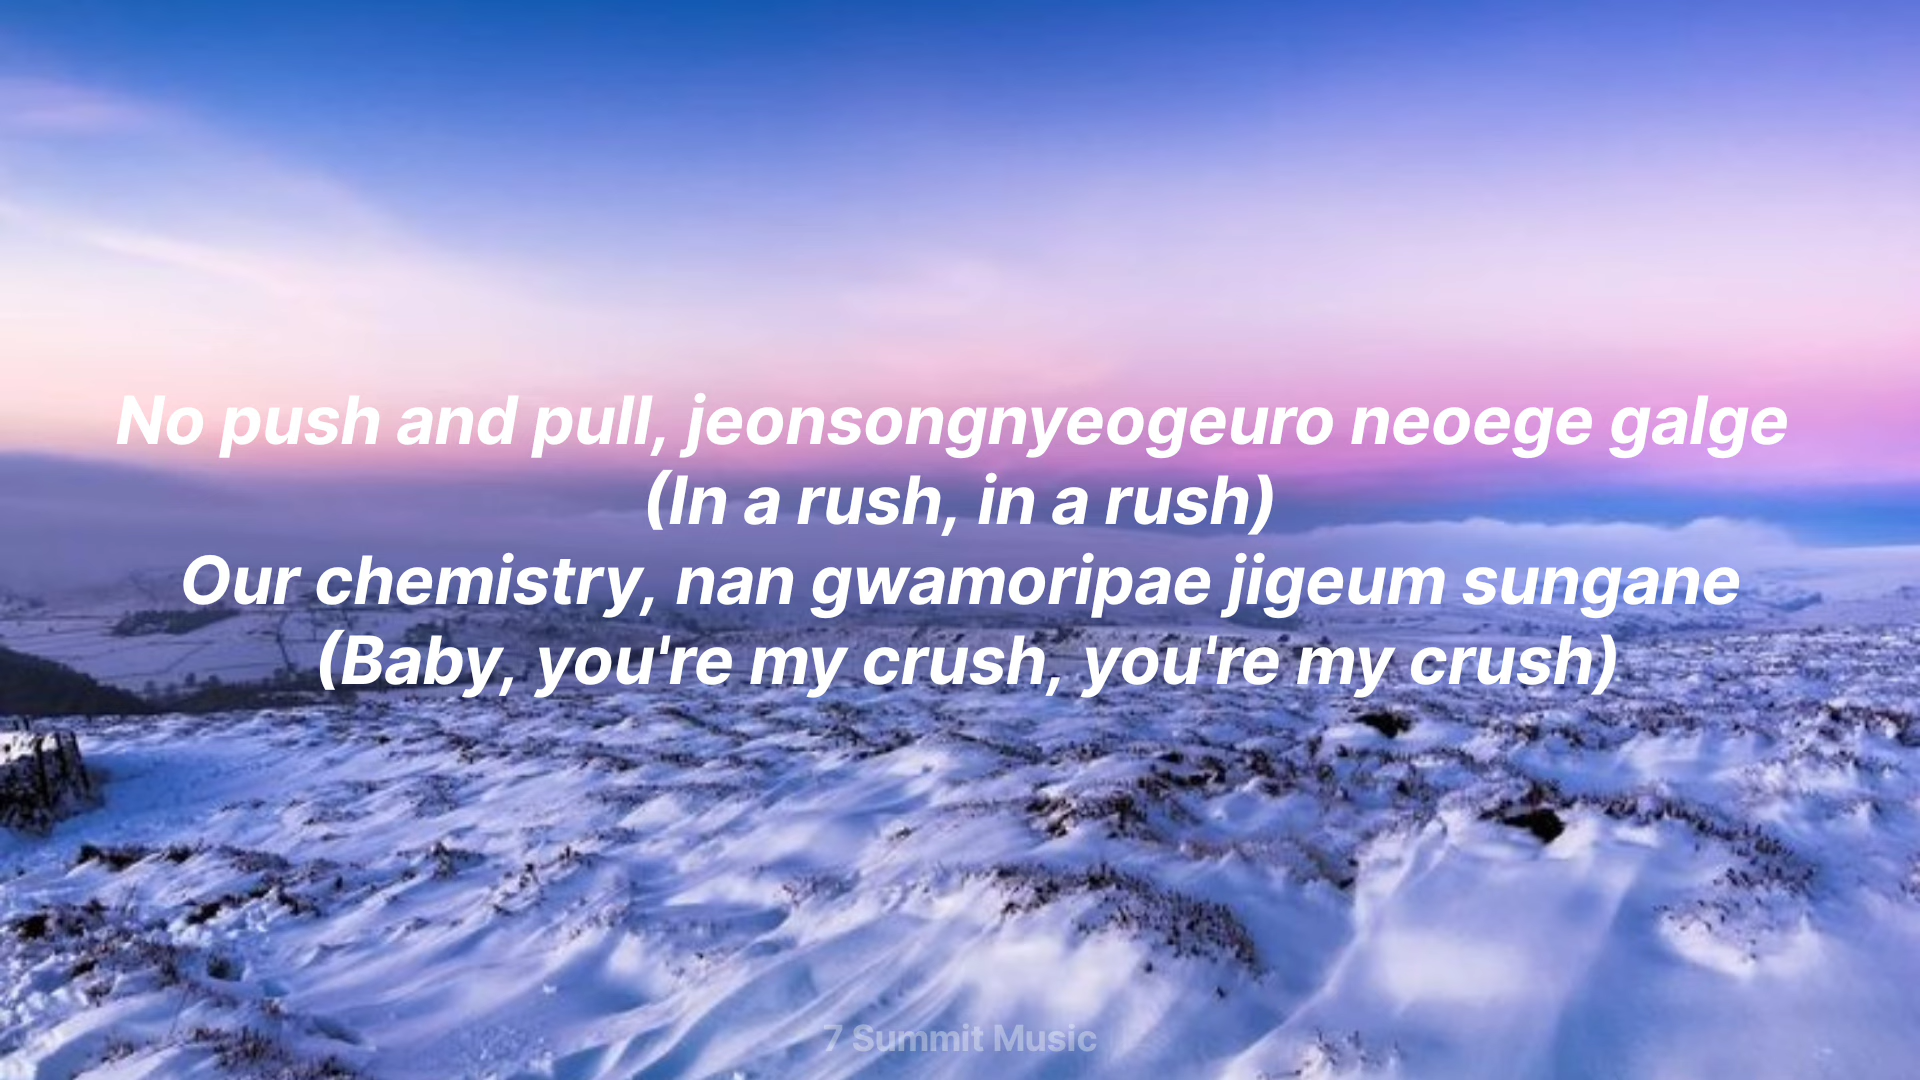 No push and pull, jeonsongnyeogeuro neoege galge
(In a rush, in a rush)
Our chemistry, nan gwamoripae jigeum sungane
(Baby, you're my crush, you're my crush)
7 Summit Music